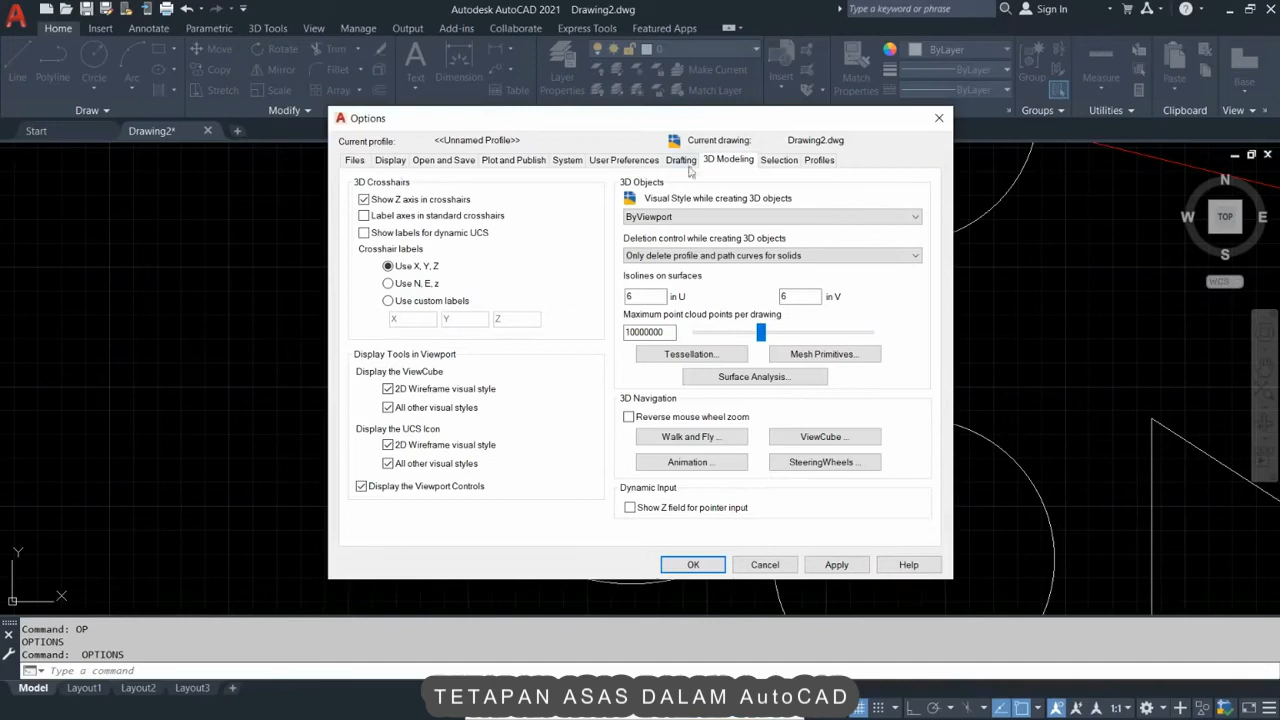 Autodesk AutoCAD 2021 Drawing2.dwg
Type a keyword or phrase
Sign In
Home Insert Annotate Parametric 3D Tools View Manage Output Add-ins Collaborate Express Tools Featured Apps
Line Polyline Circle Arc
Move Rotate Trim
Copy Mirror Fillet
Stretch Scale Array
Text Dimension Table
Layer Properties
0
Make Current
Match Layer
Insert
Match Properties
ByLayer
ByLayer
ByLayer
Group
Measure
Paste
Base
Draw Modify Groups Utilities Clipboard View
Start Drawing2*
Options
Current profile: <<Unnamed Profile>> Current drawing: Drawing2.dwg
Files Display Open and Save Plot and Publish System User Preferences Drafting 3D Modeling Selection Profiles
3D Crosshairs
Show Z axis in crosshairs
Label axes in standard crosshairs
Show labels for dynamic UCS
Crosshair labels
Use X, Y, Z
Use N, E, z
Use custom labels
X Y Z
Display Tools in Viewport
Display the ViewCube
2D Wireframe visual style
All other visual styles
Display the UCS Icon
2D Wireframe visual style
All other visual styles
Display the Viewport Controls
3D Objects
Visual Style while creating 3D objects
ByViewport
Deletion control while creating 3D objects
Only delete profile and path curves for solids
Isolines on surfaces
6 in U 6 in V
Maximum point cloud points per drawing
10000000
Tessellation... Mesh Primitives...
Surface Analysis...
3D Navigation
Reverse mouse wheel zoom
Walk and Fly ... ViewCube ...
Animation ... SteeringWheels ...
Dynamic Input
Show Z field for pointer input
OK Cancel Apply Help
N
W TOP E
S
WCS
Y
X
Command: OP
OPTIONS
Command: OPTIONS
Type a command
Model Layout1 Layout2 Layout3 +
1:1
TETAPAN ASAS DALAM AutoCAD